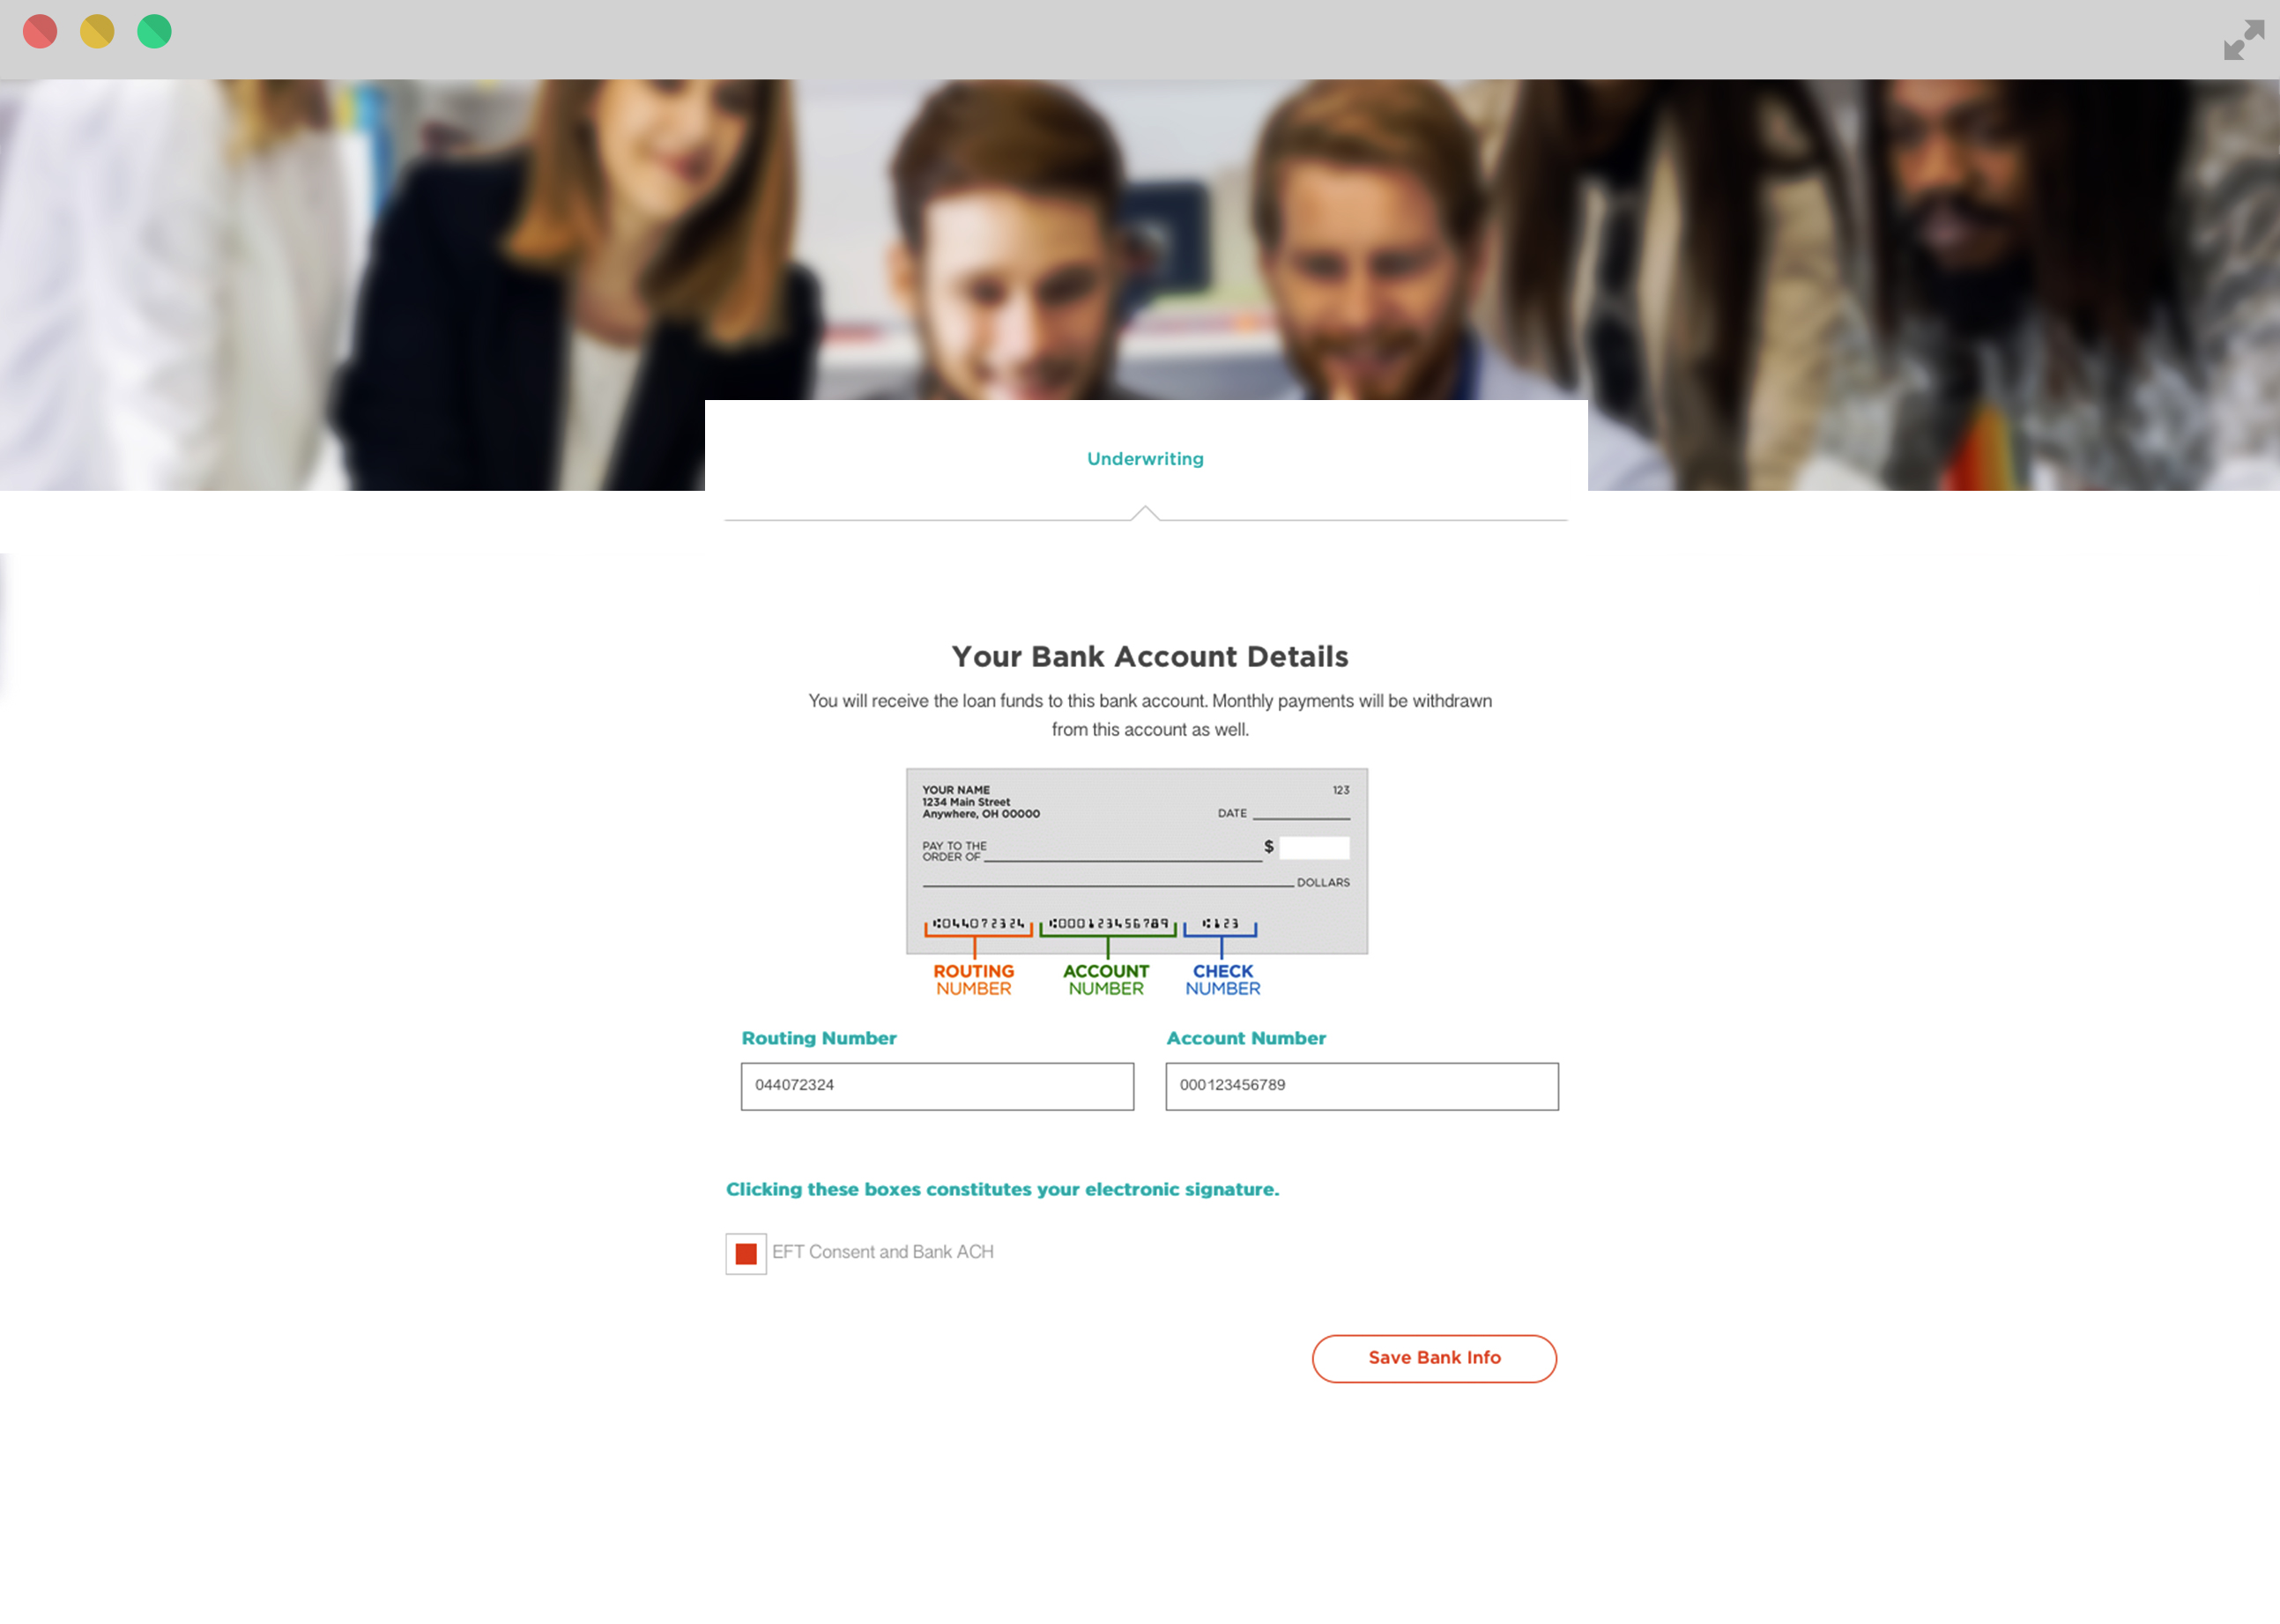 Underwriting
Your Bank Account Details
You will receive the loan funds to this bank account. Monthly payments will be withdrawn
from this account as well.
YOUR NAME
1234 Main Street
Anywhere, OH 00000
123
DATE
PAY TO THE
ORDER OF
$
DOLLARS
⑆044072324 ⑆000123456789 ⑆123
ROUTING
NUMBER
ACCOUNT
NUMBER
CHECK
NUMBER
Routing Number
Account Number
044072324
000123456789
Clicking these boxes constitutes your electronic signature.
EFT Consent and Bank ACH
Save Bank Info